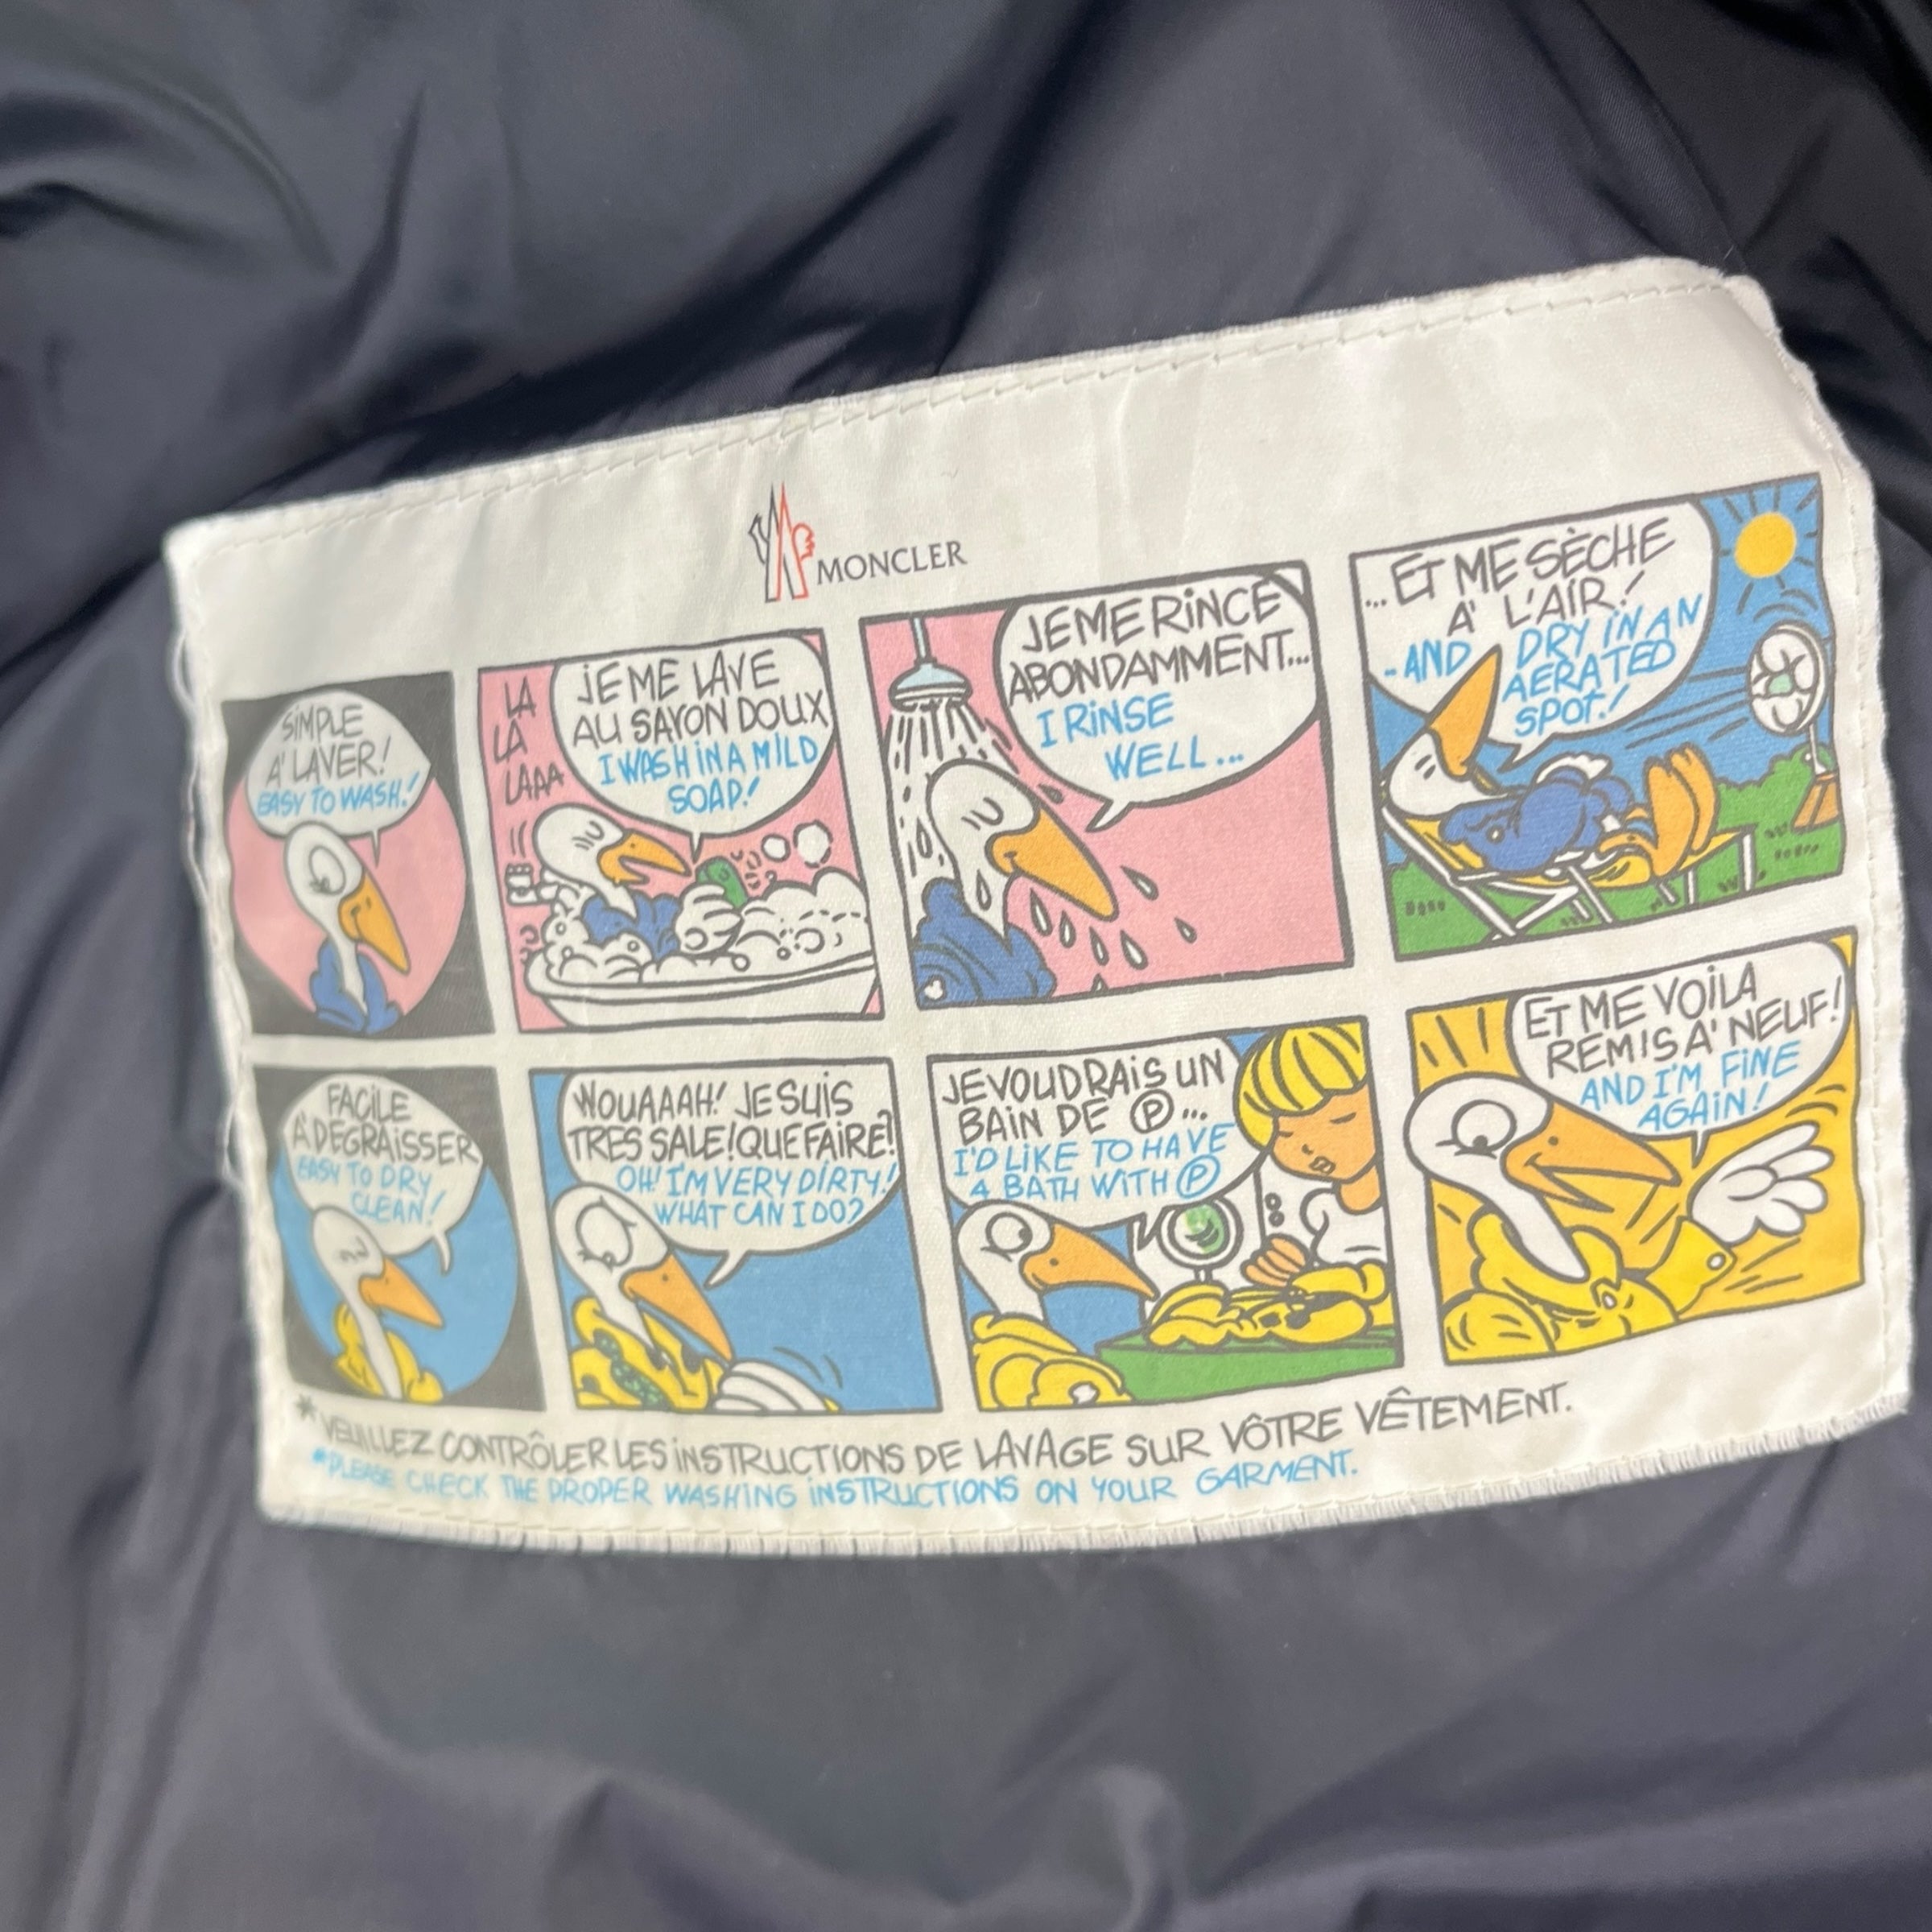 MONCLER
SiMPLE
A' LAVER!
EASY TO WASH!
LA
LA
LAAA
JE ME LAVE
AU SAVON DOUX
I WASH IN A MILD
SOAP!
JE ME RiNCE
ABONDAMMENT...
I RiNSE
WELL...
...ET ME SÈCHE
A' L'AIR!
-AND DRY IN AN
AERATED
SPOT!
FACILE
A' DEGRAiSSER
EASY TO DRY
CLEAN!
WOUAAAH! JE SUiS
TRES SALE! QUE FAIRE?
OH! I'M VERY DIRTY!
WHAT CAN I DO?
JE VOUDRAIS UN
BAIN DE Ⓟ...
I'D LIKE TO HAVE
A BATH WITH Ⓟ
ET ME VOiLA
REMIS A' NEUF!
AND I'M FINE
AGAiN!
*VEUILLEZ CONTRÔLER LES iNSTRUCTIONS DE LAVAGE SUR VÔTRE VÊTEMENT.
*PLEASE CHECK THE PROPER WASHING iNSTRUCTIONS ON YOUR GARMENT.